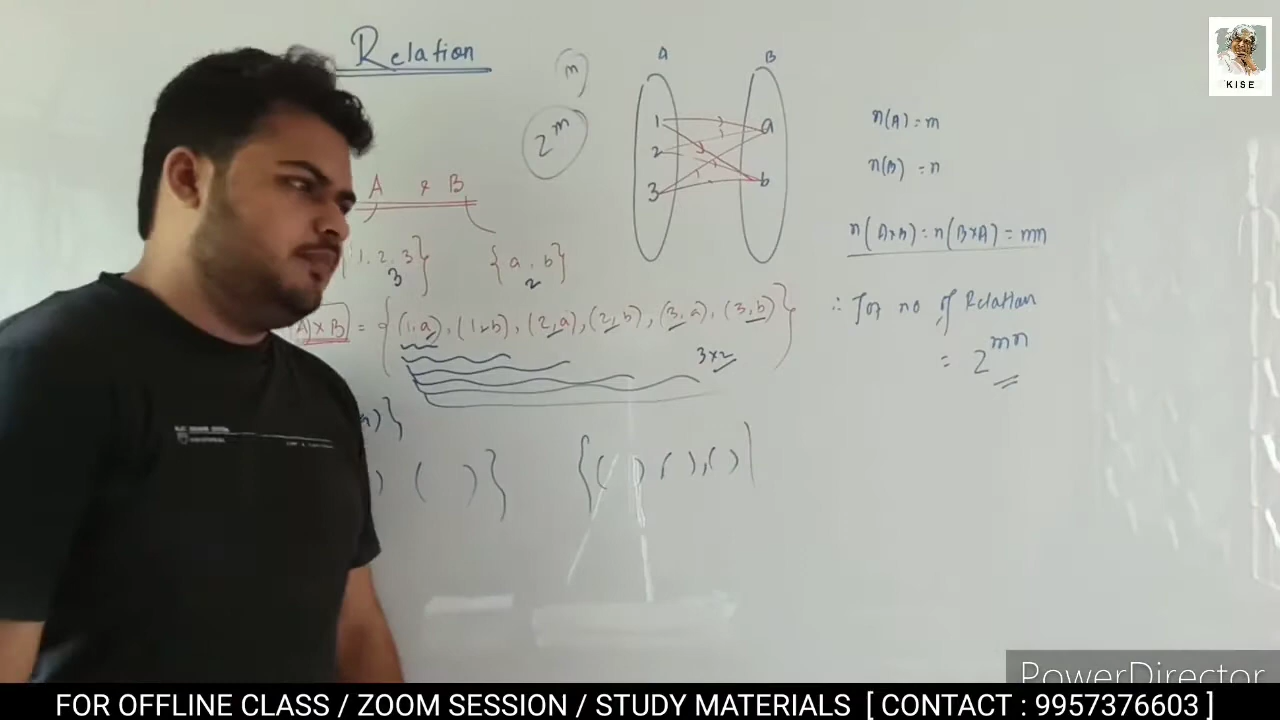 Relation
m
2^m
A
B
1
2
3
a
b
A & B
{1, 2, 3}
3
{a, b}
2
A×B = {(1,a), (1,b), (2,a), (2,b), (3,a), (3,b)}
3×2
)}
) ( )}
{( ) ( ), ( )
n(A) = m
n(B) = n
n(A×B) = n(B×A) = mn
∴ no of Relation
= 2^mn
KISE
PowerDirector
FOR OFFLINE CLASS / ZOOM SESSION / STUDY MATERIALS [ CONTACT : 9957376603 ]